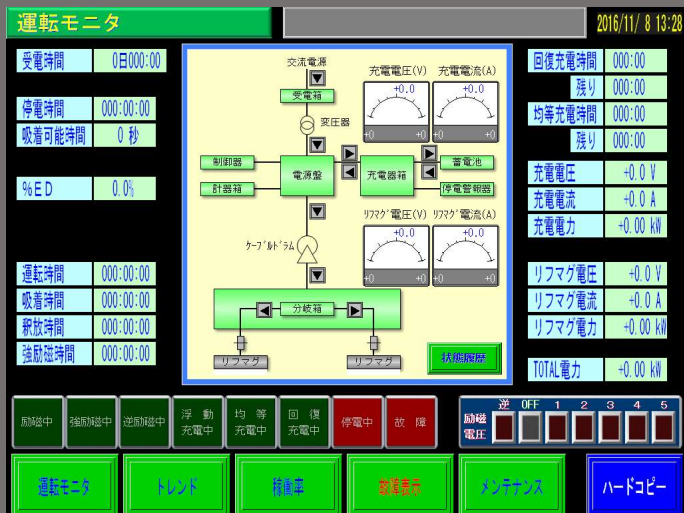 運転モニタ
2016/11/ 8 13:28
受電時間 0日000:00
停電時間 000:00:00
吸着可能時間 0 秒
%ED 0.0%
運転時間 000:00:00
吸着時間 000:00:00
釈放時間 000:00:00
強励磁時間 000:00:00
交流電源
受電箱
変圧器
制御器
計器箱
電源盤
充電器箱
蓄電池
停電警報器
ケーブルドラム
分岐箱
リフマグ
リフマグ
充電電圧(V)
+0.0
+0 +0
充電電流(A)
+0.0
+0 +0
リフマグ電圧(V)
+0.0
+0 +0
リフマグ電流(A)
+0.0
+0 +0
状態履歴
回復充電時間 000:00
残り 000:00
均等充電時間 000:00
残り 000:00
充電電圧 +0.0 V
充電電流 +0.0 A
充電電力 +0.00 kW
リフマグ電圧 +0.0 V
リフマグ電流 +0.0 A
リフマグ電力 +0.00 kW
TOTAL電力 +0.00 kW
励磁中
強励磁中
逆励磁中
浮動
充電中
均等
充電中
回復
充電中
停電中
故障
励磁
電圧
逆 OFF 1 2 3 4 5
運転モニタ
トレンド
稼働率
故障表示
メンテナンス
ハードコピー